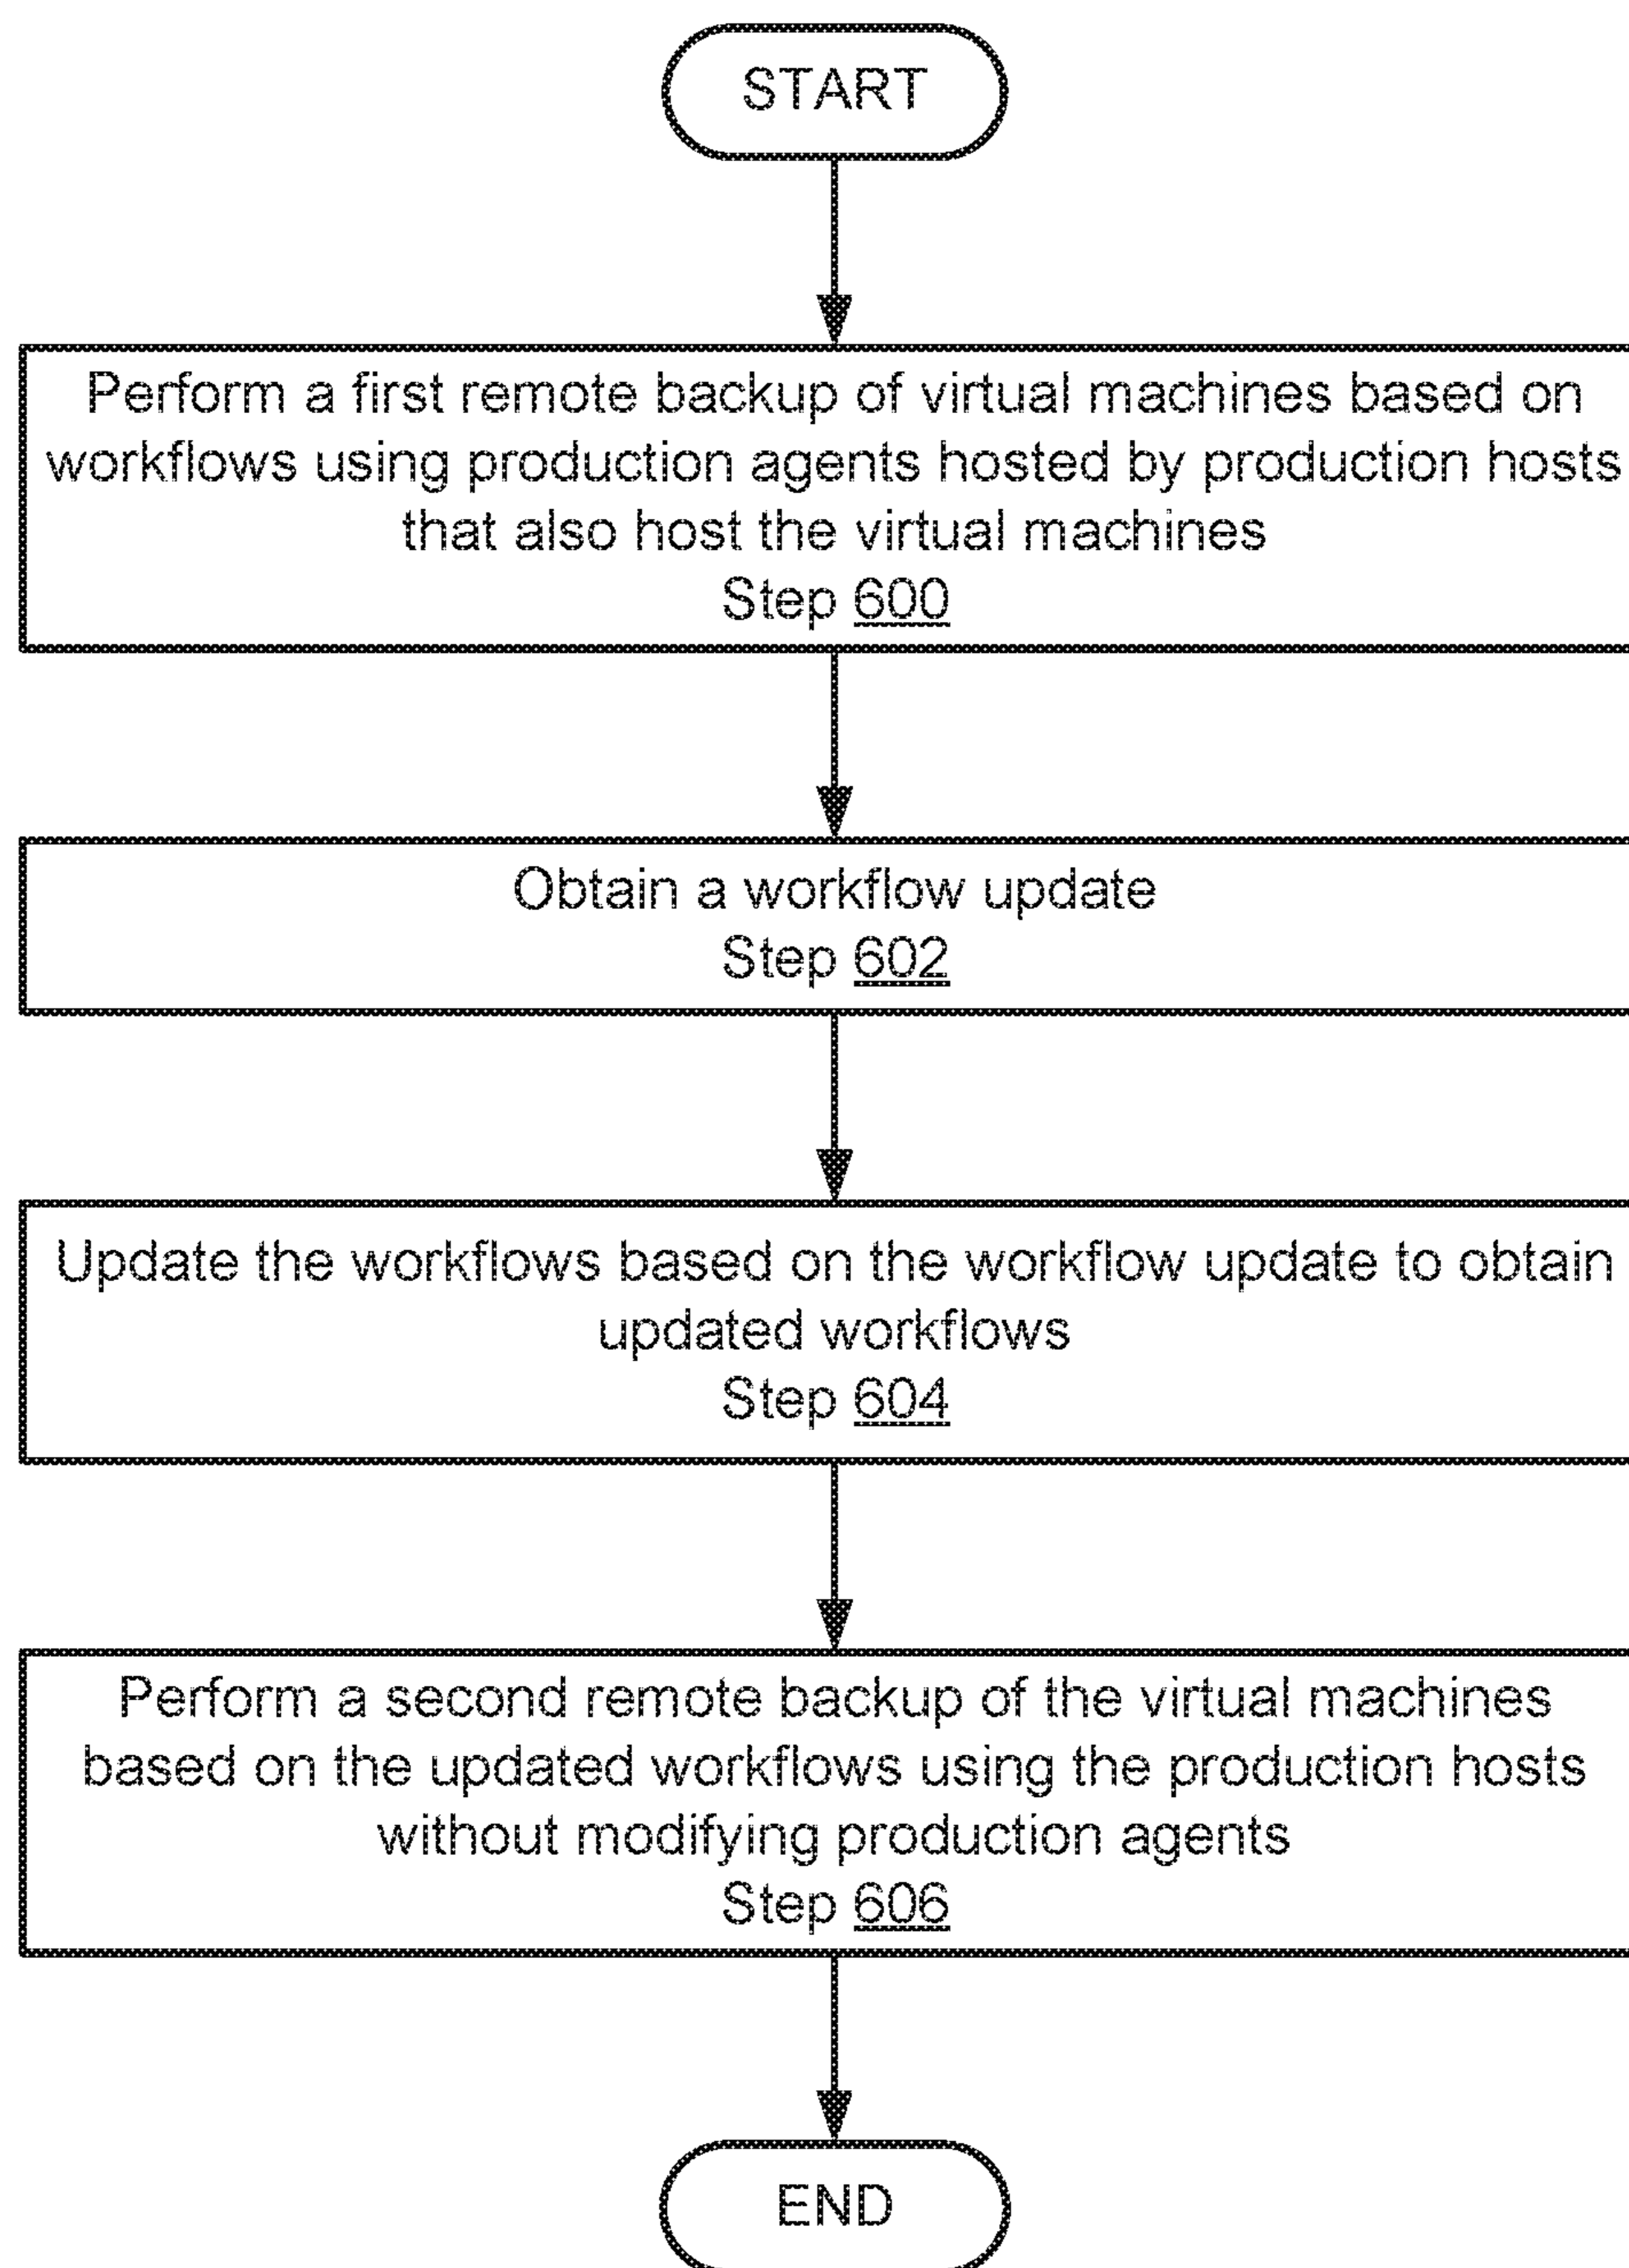 START
Perform a first remote backup of virtual machines based on
workflows using production agents hosted by production hosts
that also host the virtual machines
Step 600
Obtain a workflow update
Step 602
Update the workflows based on the workflow update to obtain
updated workflows
Step 604
Perform a second remote backup of the virtual machines
based on the updated workflows using the production hosts
without modifying production agents
Step 606
END